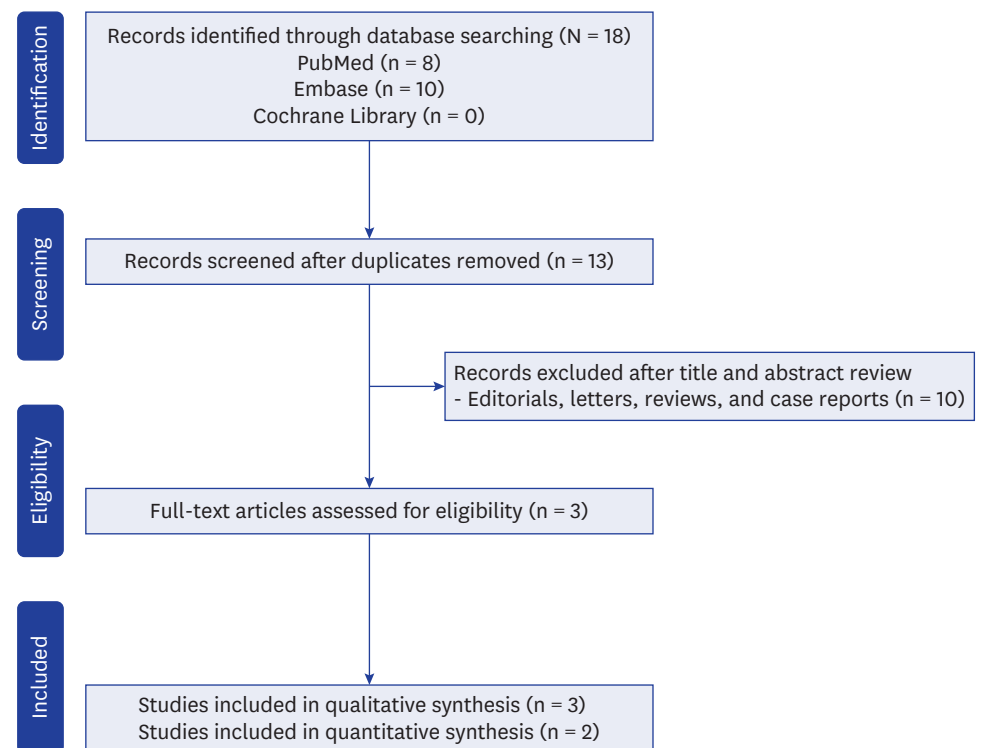 Identification
Records identified through database searching (N = 18)
PubMed (n = 8)
Embase (n = 10)
Cochrane Library (n = 0)
Screening
Records screened after duplicates removed (n = 13)
Records excluded after title and abstract review
- Editorials, letters, reviews, and case reports (n = 10)
Eligibility
Full-text articles assessed for eligibility (n = 3)
Included
Studies included in qualitative synthesis (n = 3)
Studies included in quantitative synthesis (n = 2)